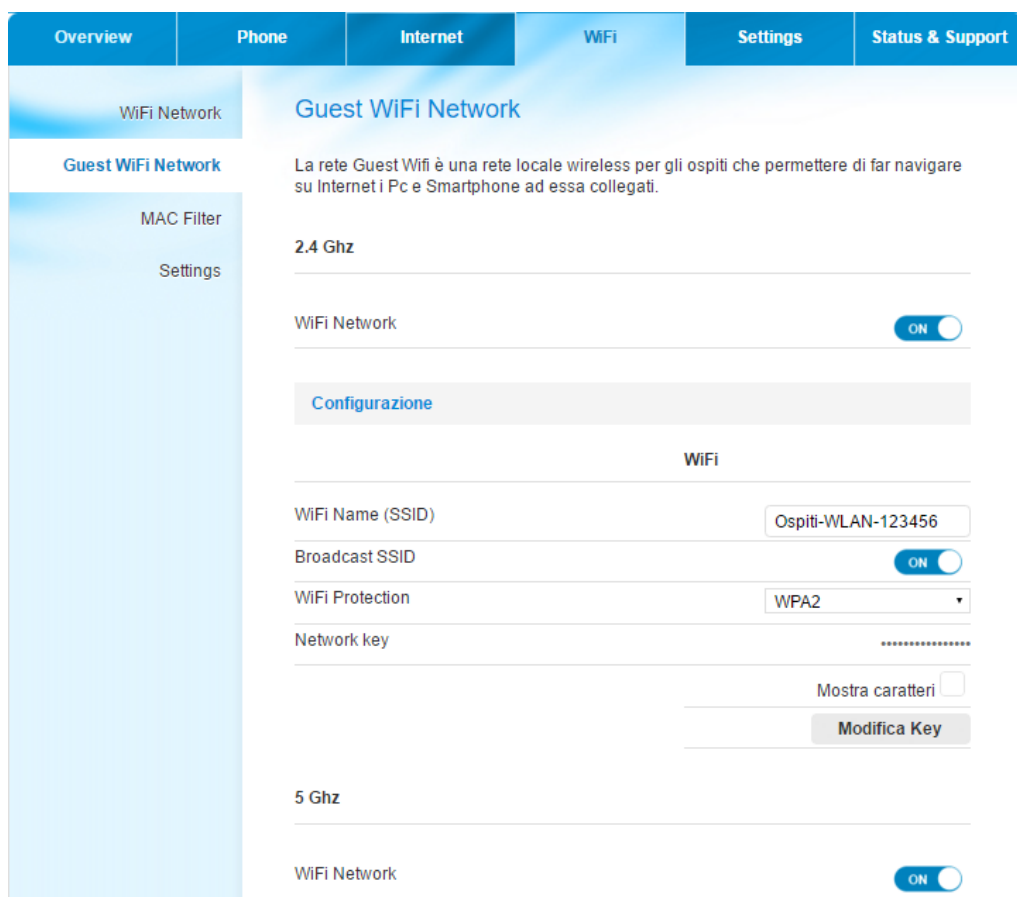 Overview Phone Internet WiFi Settings Status & Support
WiFi Network
Guest WiFi Network
MAC Filter
Settings
Guest WiFi Network
La rete Guest Wifi è una rete locale wireless per gli ospiti che permettere di far navigare
su Internet i Pc e Smartphone ad essa collegati.
2.4 Ghz
WiFi Network ON
Configurazione
WiFi
WiFi Name (SSID) Ospiti-WLAN-123456
Broadcast SSID ON
WiFi Protection WPA2
Network key ••••••••••••••••
Mostra caratteri
Modifica Key
5 Ghz
WiFi Network ON